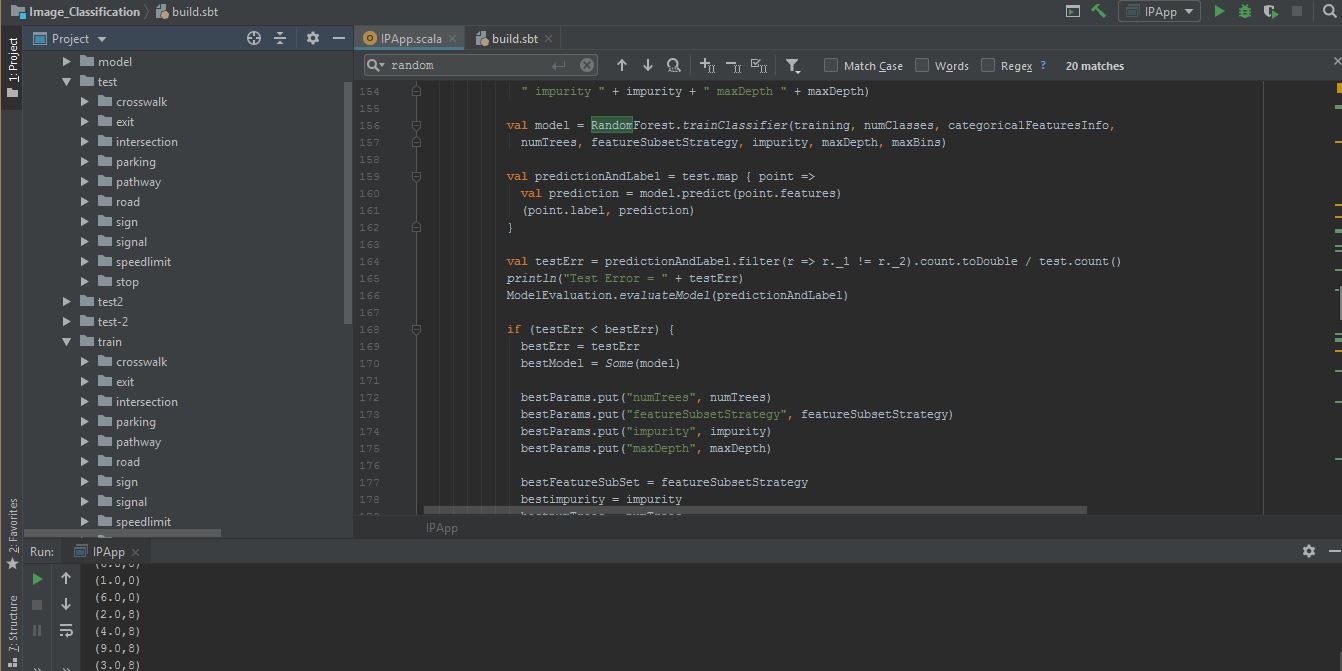 Image_Classification
build.sbt
IPApp
1: Project
Project
model
test
crosswalk
exit
intersection
parking
pathway
road
sign
signal
speedlimit
stop
test2
test-2
train
crosswalk
exit
intersection
parking
pathway
road
sign
signal
speedlimit
2: Favorites
7: Structure
IPApp.scala
build.sbt
random
Match Case
Words
Regex
?
20 matches
154 " impurity " + impurity + " maxDepth " + maxDepth)
155
156 val model = RandomForest.trainClassifier(training, numClasses, categoricalFeaturesInfo,
157 numTrees, featureSubsetStrategy, impurity, maxDepth, maxBins)
158
159 val predictionAndLabel = test.map { point =>
160 val prediction = model.predict(point.features)
161 (point.label, prediction)
162 }
163
164 val testErr = predictionAndLabel.filter(r => r._1 != r._2).count.toDouble / test.count()
165 println("Test Error = " + testErr)
166 ModelEvaluation.evaluateModel(predictionAndLabel)
167
168 if (testErr < bestErr) {
169 bestErr = testErr
170 bestModel = Some(model)
171
172 bestParams.put("numTrees", numTrees)
173 bestParams.put("featureSubsetStrategy", featureSubsetStrategy)
174 bestParams.put("impurity", impurity)
175 bestParams.put("maxDepth", maxDepth)
176
177 bestFeatureSubSet = featureSubsetStrategy
178 bestimpurity = impurity
IPApp
Run:
IPApp
(1.0,0)
(6.0,0)
(2.0,8)
(4.0,8)
(9.0,8)
(3.0,8)